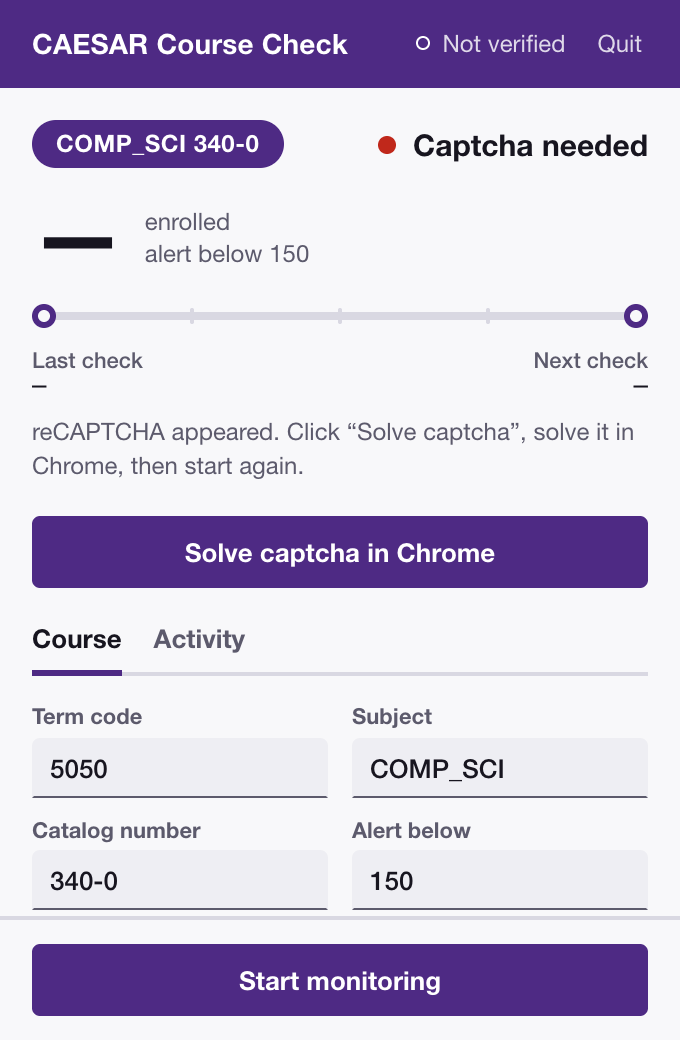 CAESAR Course Check
Not verified
Quit
COMP_SCI 340-0
Captcha needed
—
enrolled
alert below 150
Last check
Next check
–
–
reCAPTCHA appeared. Click “Solve captcha”, solve it in
Chrome, then start again.
Solve captcha in Chrome
Course
Activity
Term code
Subject
5050
COMP_SCI
Catalog number
Alert below
340-0
150
Start monitoring